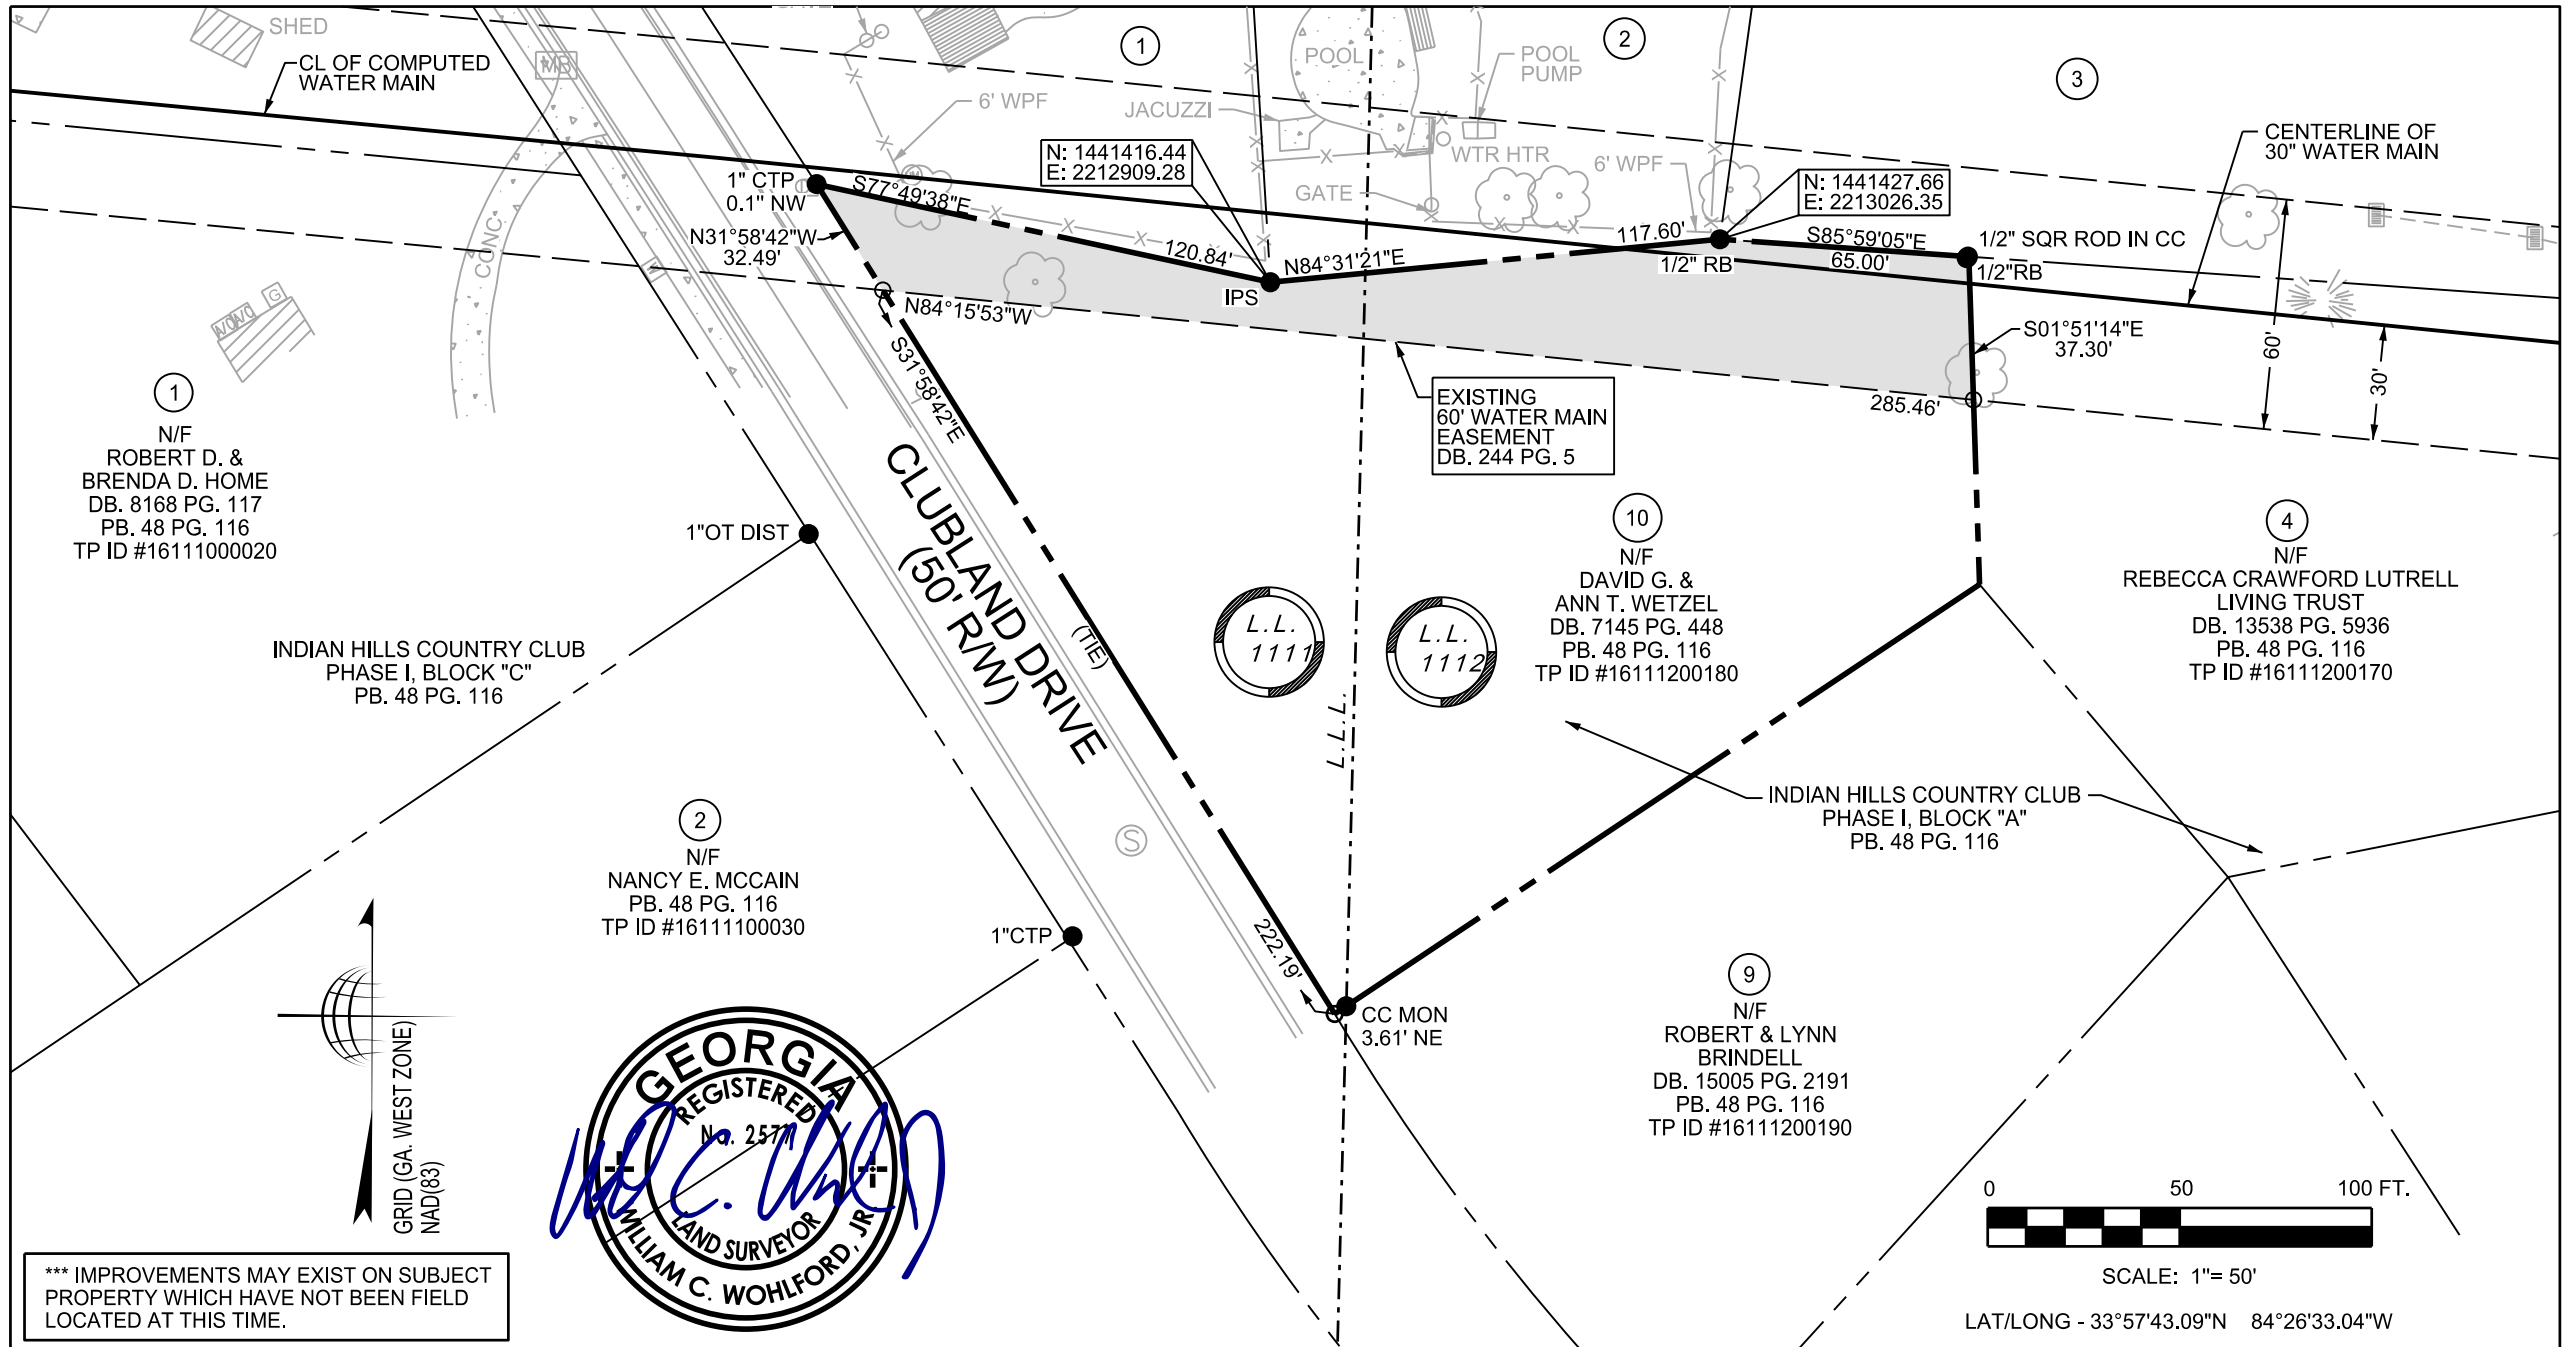 SHED
CL OF COMPUTED
WATER MAIN
MB
6' WPF
1
JACUZZI
POOL
POOL
PUMP
2
3
CENTERLINE OF
30" WATER MAIN
N: 1441416.44
E: 2212909.28
WTR HTR
GATE
6' WPF
N: 1441427.66
E: 2213026.35
1" CTP
0.1" NW
S77°49'38"E
120.84'
N31°58'42"W
32.49'
N84°31'21"E
117.60'
IPS
1/2" RB
S85°59'05"E
65.00'
1/2" SQR ROD IN CC
1/2"RB
N84°15'53"W
285.46'
S01°51'14"E
37.30'
60'
30'
CONC.
G
EXISTING
60' WATER MAIN
EASEMENT
DB. 244 PG. 5
S31°58'42"E
(TIE)
222.19'
1
N/F
ROBERT D. &
BRENDA D. HOME
DB. 8168 PG. 117
PB. 48 PG. 116
TP ID #16111000020
1"OT DIST
CLUBLAND DRIVE
(50' R/W)
INDIAN HILLS COUNTRY CLUB
PHASE I, BLOCK "C"
PB. 48 PG. 116
L.L.
1111
L.L.
1112
L.L.L.
10
N/F
DAVID G. &
ANN T. WETZEL
DB. 7145 PG. 448
PB. 48 PG. 116
TP ID #16111200180
4
N/F
REBECCA CRAWFORD LUTRELL
LIVING TRUST
DB. 13538 PG. 5936
PB. 48 PG. 116
TP ID #16111200170
INDIAN HILLS COUNTRY CLUB
PHASE I, BLOCK "A"
PB. 48 PG. 116
2
N/F
NANCY E. MCCAIN
PB. 48 PG. 116
TP ID #16111100030
S
1"CTP
CC MON
3.61' NE
9
N/F
ROBERT & LYNN
BRINDELL
DB. 15005 PG. 2191
PB. 48 PG. 116
TP ID #16111200190
GRID (GA. WEST ZONE)
NAD(83)
GEORGIA
REGISTERED
No. 2577
LAND SURVEYOR
WILLIAM C. WOHLFORD, JR.
*** IMPROVEMENTS MAY EXIST ON SUBJECT
PROPERTY WHICH HAVE NOT BEEN FIELD
LOCATED AT THIS TIME.
0 50 100 FT.
SCALE: 1"= 50'
LAT/LONG - 33°57'43.09"N 84°26'33.04"W